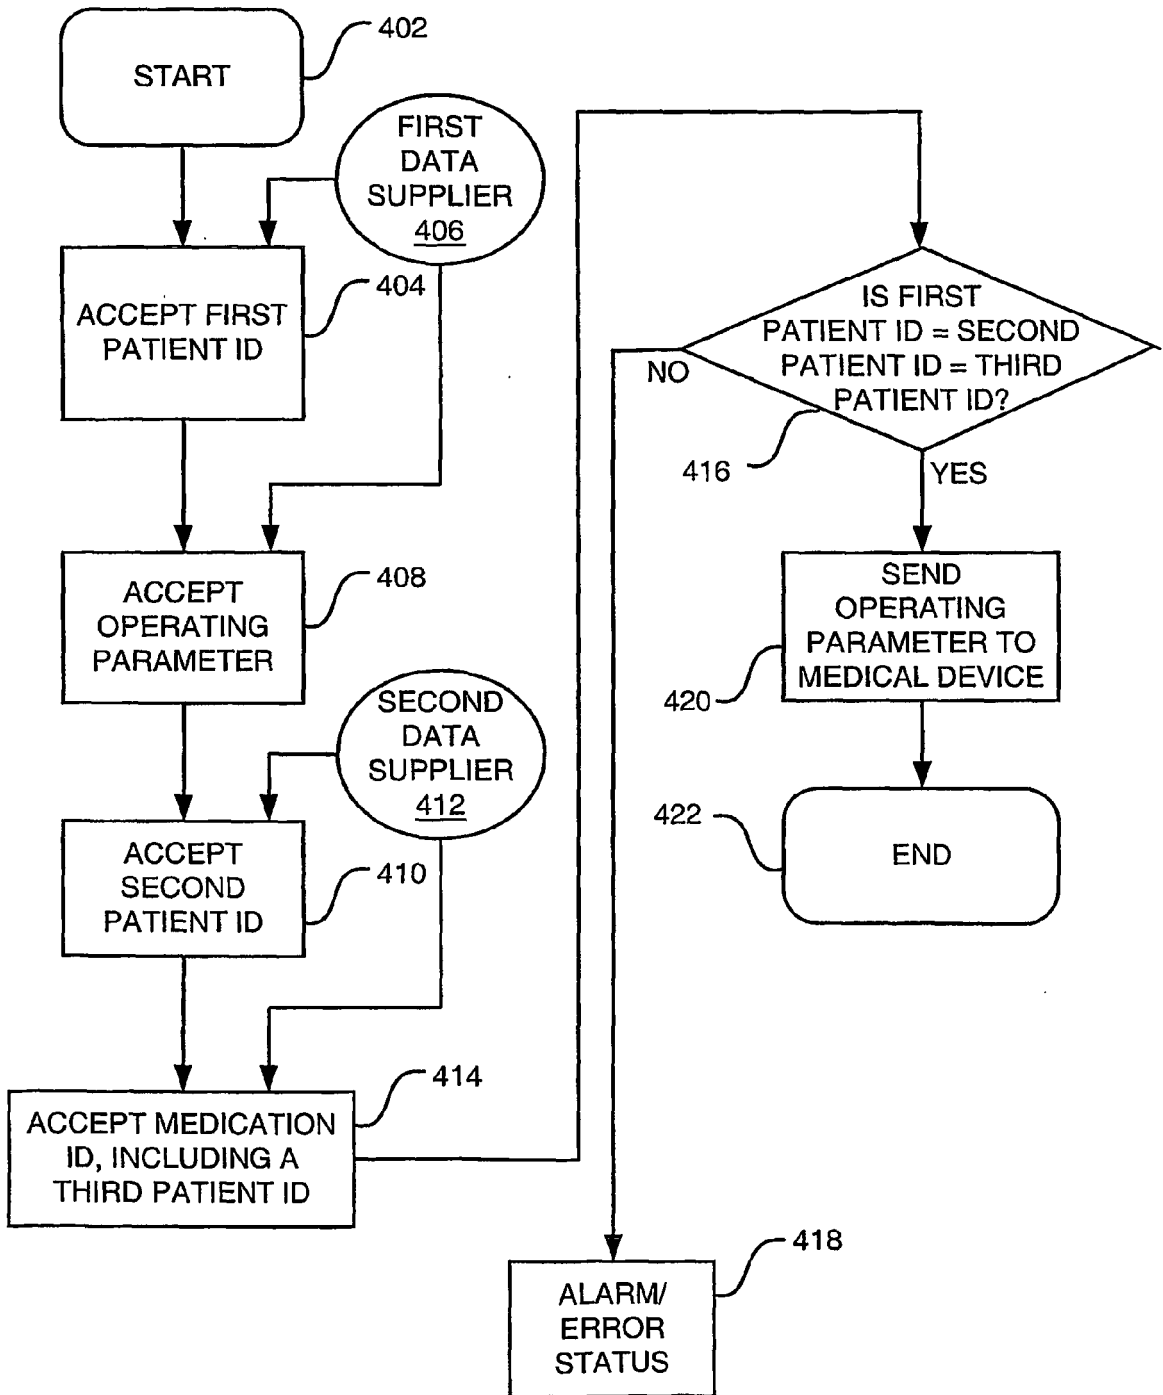 START
402
FIRST
DATA
SUPPLIER
406
ACCEPT FIRST
PATIENT ID
404
ACCEPT
OPERATING
PARAMETER
408
SECOND
DATA
SUPPLIER
412
ACCEPT
SECOND
PATIENT ID
410
ACCEPT MEDICATION
ID, INCLUDING A
THIRD PATIENT ID
414
IS FIRST
PATIENT ID = SECOND
PATIENT ID = THIRD
PATIENT ID?
NO
416
YES
SEND
OPERATING
PARAMETER TO
MEDICAL DEVICE
420
END
422
ALARM/
ERROR
STATUS
418